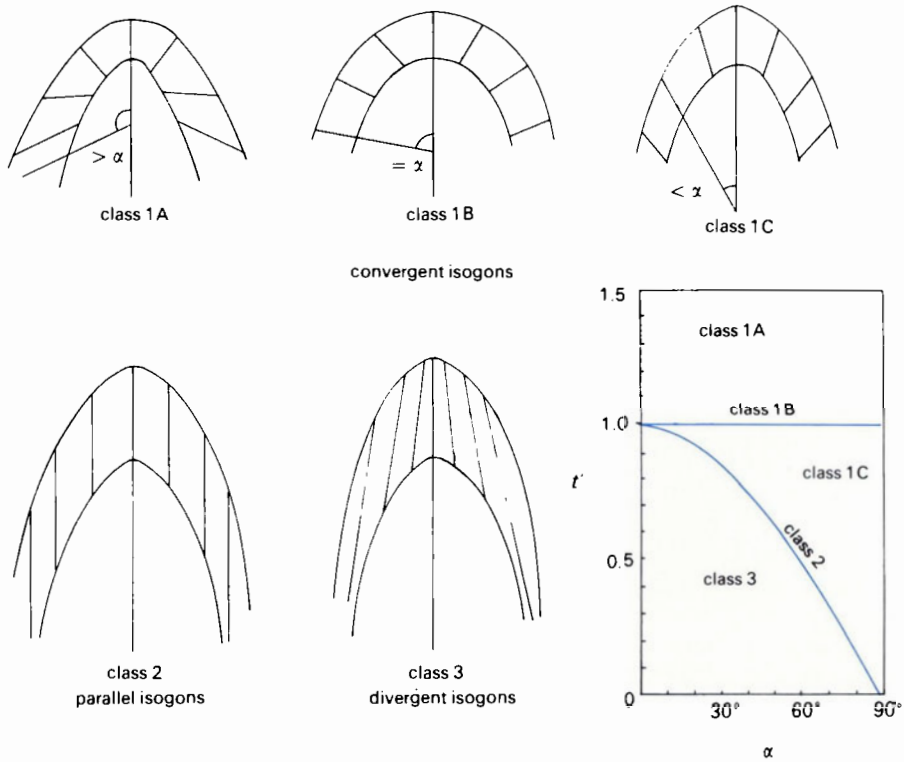 > α
class 1A
= α
class 1B
< α
class 1C
convergent isogons
class 2
parallel isogons
class 3
divergent isogons
1.5
class 1A
class 1B
1.0
class 1C
t'
class 2
0.5
class 3
0
30°
60°
90°
α